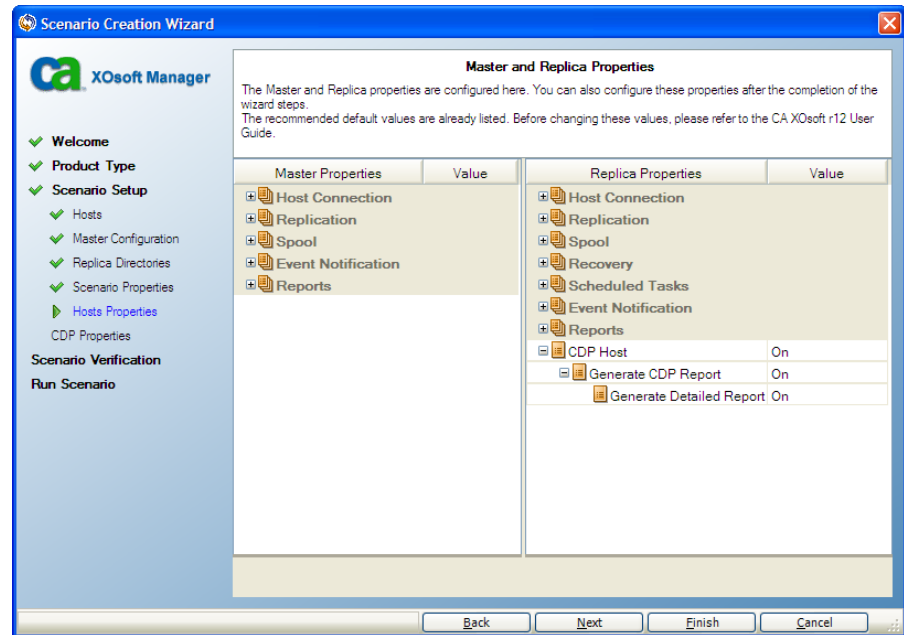 Scenario Creation Wizard
ca XOsoft Manager
Welcome
Product Type
Scenario Setup
Hosts
Master Configuration
Replica Directories
Scenario Properties
Hosts Properties
CDP Properties
Scenario Verification
Run Scenario
Master and Replica Properties
The Master and Replica properties are configured here. You can also configure these properties after the completion of the
wizard steps.
The recommended default values are already listed. Before changing these values, please refer to the CA XOsoft r12 User
Guide.
Master Properties Value
Host Connection
Replication
Spool
Event Notification
Reports
Replica Properties Value
Host Connection
Replication
Spool
Recovery
Scheduled Tasks
Event Notification
Reports
CDP Host On
Generate CDP Report On
Generate Detailed Report On
Back Next Finish Cancel